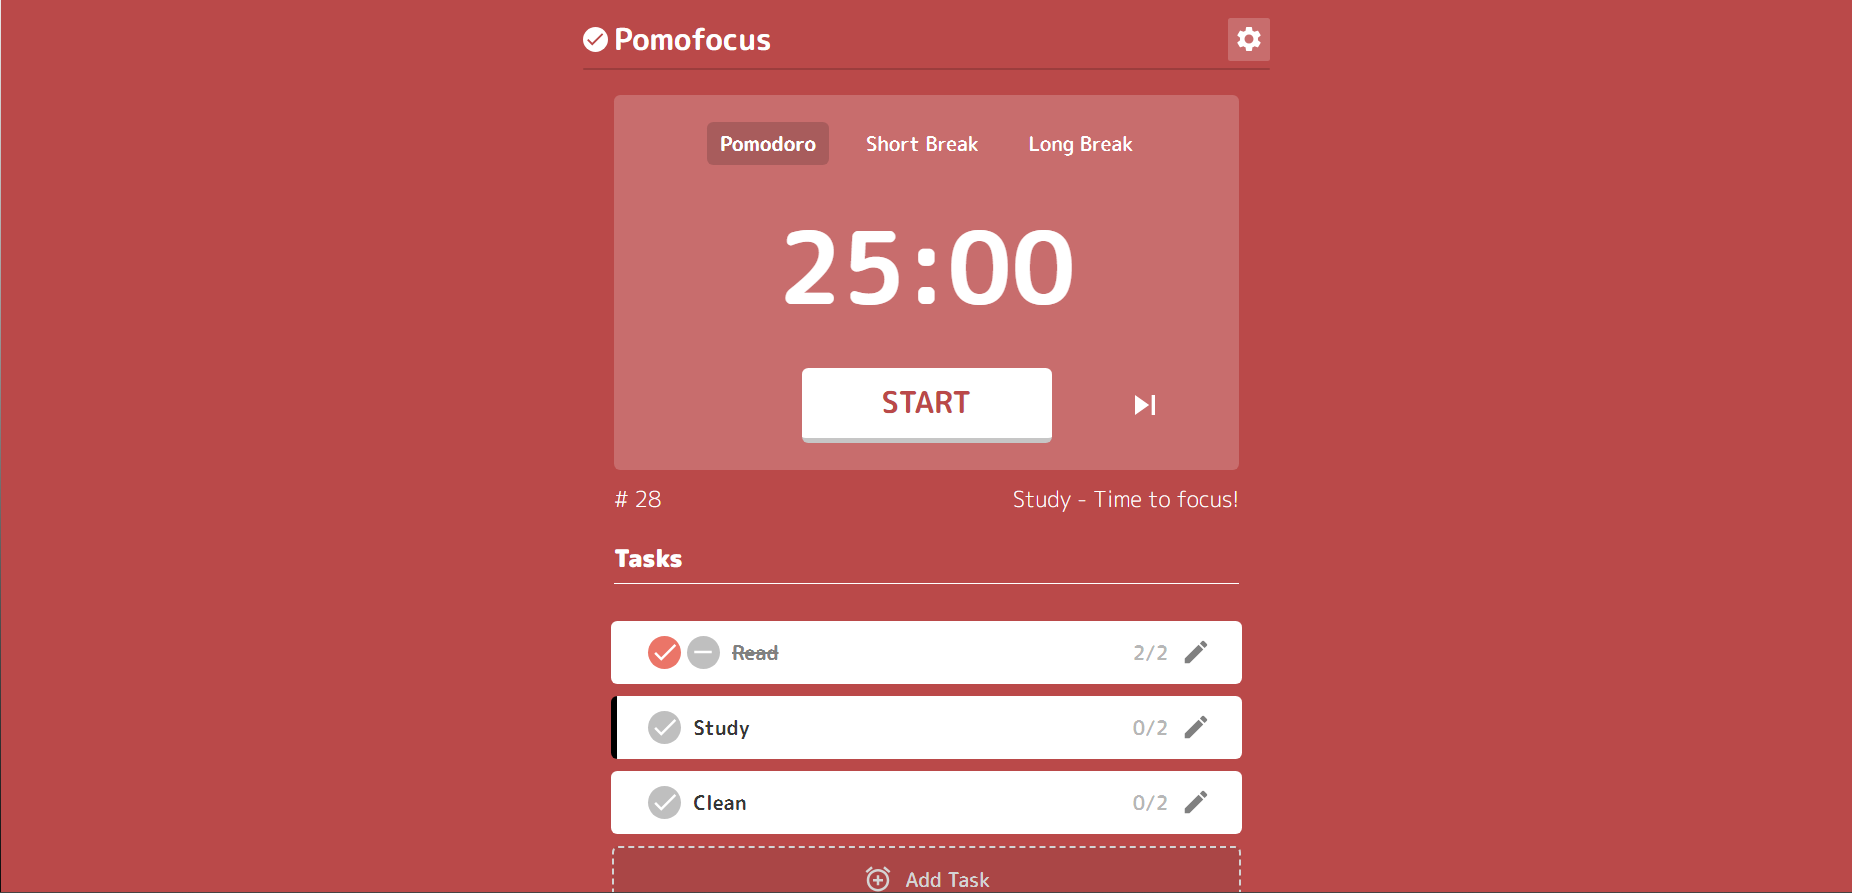 Pomofocus
Pomodoro Short Break Long Break
25:00
START
# 28 Study - Time to focus!
Tasks
Read 2/2
Study 0/2
Clean 0/2
Add Task